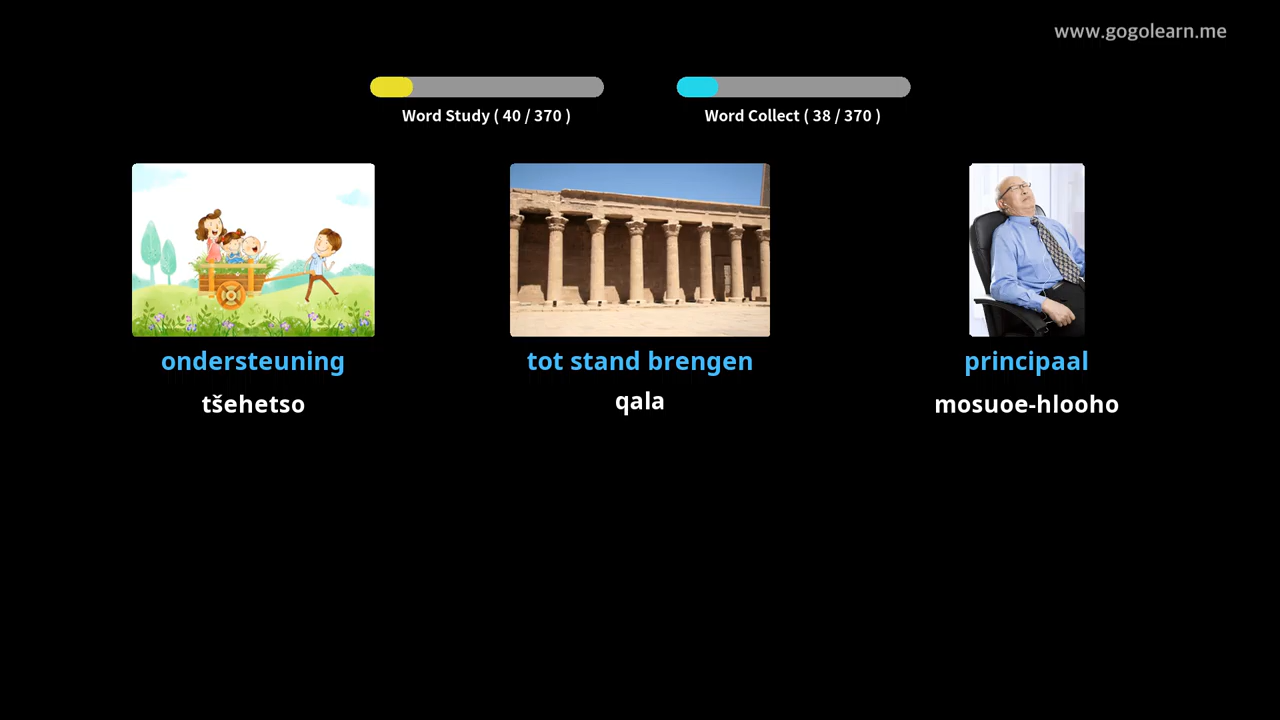 www.gogolearn.me
Word Study ( 40 / 370 )
Word Collect ( 38 / 370 )
ondersteuning
tšehetso
tot stand brengen
qala
principaal
mosuoe-hlooho